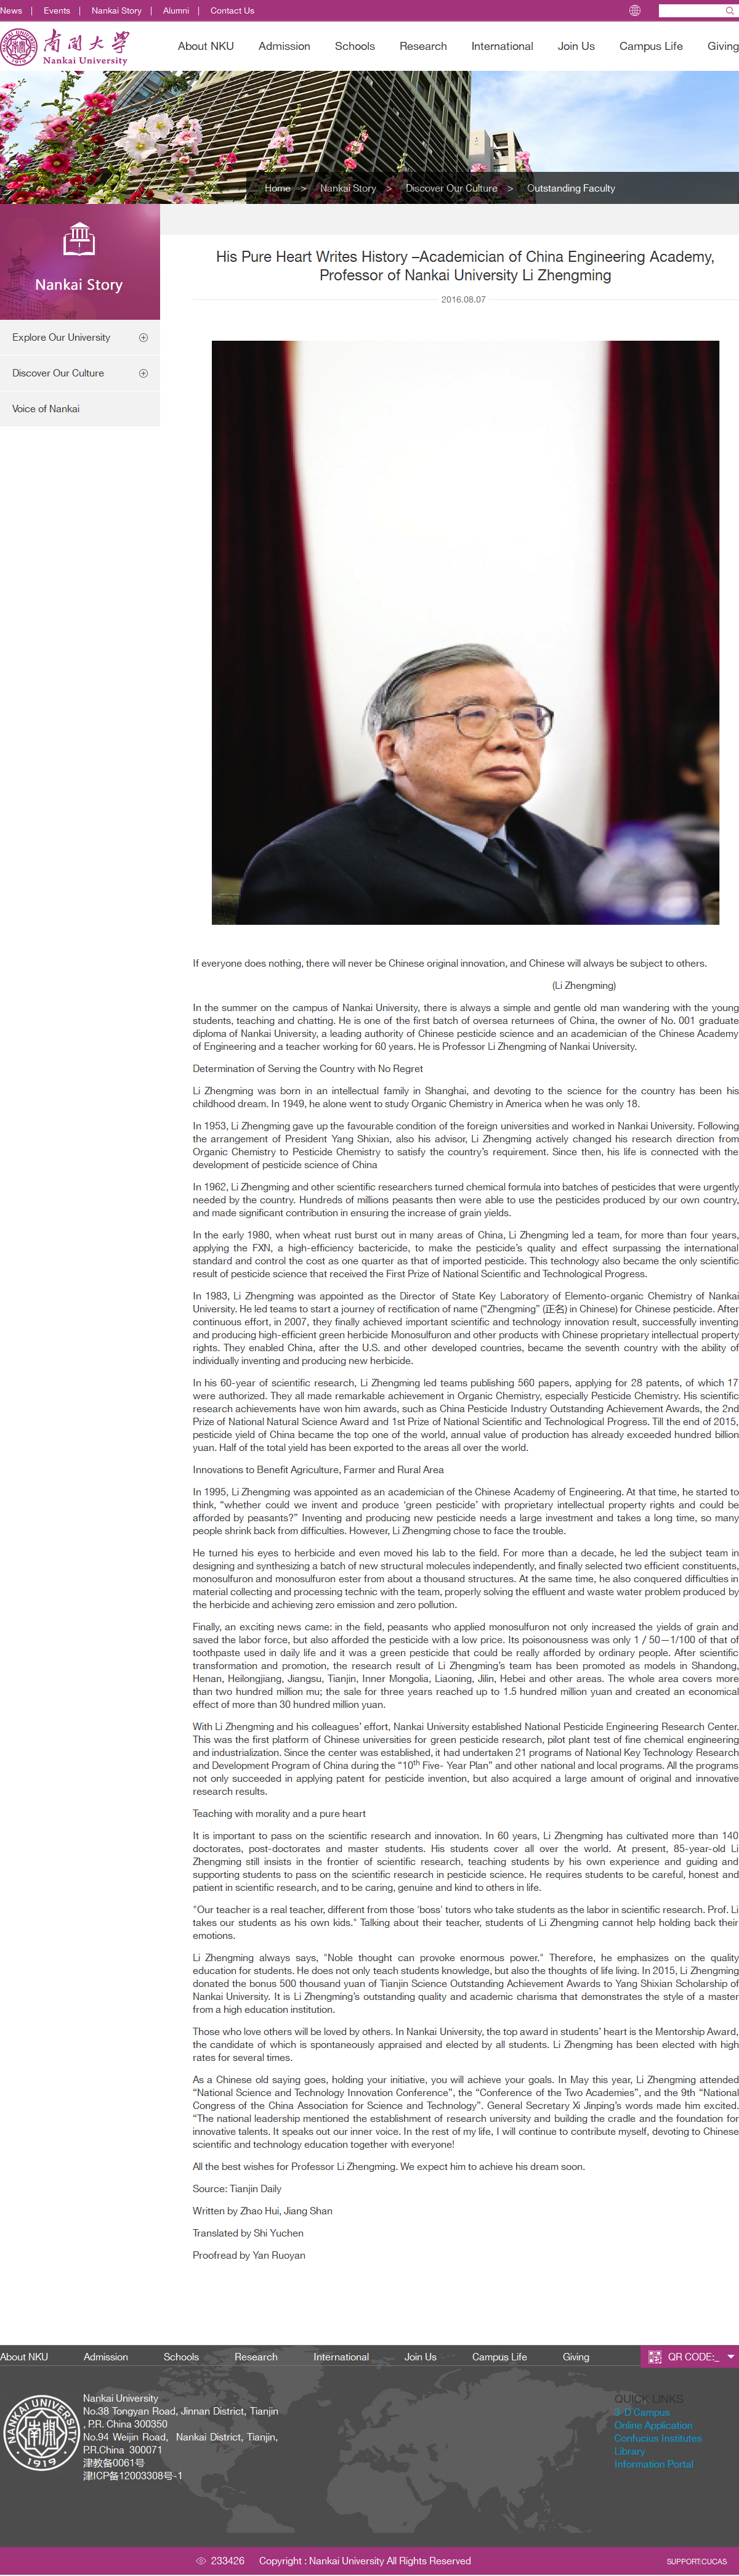 News | Events | Nankai Story | Alumni | Contact Us
南開大學
Nankai University
About NKU Admission Schools Research International Join Us Campus Life Giving
Home > Nankai Story > Discover Our Culture > Outstanding Faculty
Nankai Story
Explore Our University
Discover Our Culture
Voice of Nankai
His Pure Heart Writes History –Academician of China Engineering Academy,
Professor of Nankai University Li Zhengming
2016.08.07
If everyone does nothing, there will never be Chinese original innovation, and Chinese will always be subject to others.
(Li Zhengming)
In the summer on the campus of Nankai University, there is always a simple and gentle old man wandering with the young
students, teaching and chatting. He is one of the first batch of oversea returnees of China, the owner of No. 001 graduate
diploma of Nankai University, a leading authority of Chinese pesticide science and an academician of the Chinese Academy
of Engineering and a teacher working for 60 years. He is Professor Li Zhengming of Nankai University.
Determination of Serving the Country with No Regret
Li Zhengming was born in an intellectual family in Shanghai, and devoting to the science for the country has been his
childhood dream. In 1949, he alone went to study Organic Chemistry in America when he was only 18.
In 1953, Li Zhengming gave up the favourable condition of the foreign universities and worked in Nankai University. Following
the arrangement of President Yang Shixian, also his advisor, Li Zhengming actively changed his research direction from
Organic Chemistry to Pesticide Chemistry to satisfy the country's requirement. Since then, his life is connected with the
development of pesticide science of China
In 1962, Li Zhengming and other scientific researchers turned chemical formula into batches of pesticides that were urgently
needed by the country. Hundreds of millions peasants then were able to use the pesticides produced by our own country,
and made significant contribution in ensuring the increase of grain yields.
In the early 1980, when wheat rust burst out in many areas of China, Li Zhengming led a team, for more than four years,
applying the FXN, a high-efficiency bactericide, to make the pesticide's quality and effect surpassing the international
standard and control the cost as one quarter as that of imported pesticide. This technology also became the only scientific
result of pesticide science that received the First Prize of National Scientific and Technological Progress.
In 1983, Li Zhengming was appointed as the Director of State Key Laboratory of Elemento-organic Chemistry of Nankai
University. He led teams to start a journey of rectification of name (“Zhengming” (正名) in Chinese) for Chinese pesticide. After
continuous effort, in 2007, they finally achieved important scientific and technology innovation result, successfully inventing
and producing high-efficient green herbicide Monosulfuron and other products with Chinese proprietary intellectual property
rights. They enabled China, after the U.S. and other developed countries, became the seventh country with the ability of
individually inventing and producing new herbicide.
In his 60-year of scientific research, Li Zhengming led teams publishing 560 papers, applying for 28 patents, of which 17
were authorized. They all made remarkable achievement in Organic Chemistry, especially Pesticide Chemistry. His scientific
research achievements have won him awards, such as China Pesticide Industry Outstanding Achievement Awards, the 2nd
Prize of National Natural Science Award and 1st Prize of National Scientific and Technological Progress. Till the end of 2015,
pesticide yield of China became the top one of the world, annual value of production has already exceeded hundred billion
yuan. Half of the total yield has been exported to the areas all over the world.
Innovations to Benefit Agriculture, Farmer and Rural Area
In 1995, Li Zhengming was appointed as an academician of the Chinese Academy of Engineering. At that time, he started to
think, “whether could we invent and produce ‘green pesticide’ with proprietary intellectual property rights and could be
afforded by peasants?” Inventing and producing new pesticide needs a large investment and takes a long time, so many
people shrink back from difficulties. However, Li Zhengming chose to face the trouble.
He turned his eyes to herbicide and even moved his lab to the field. For more than a decade, he led the subject team in
designing and synthesizing a batch of new structural molecules independently, and finally selected two efficient constituents,
monosulfuron and monosulfuron ester from about a thousand structures. At the same time, he also conquered difficulties in
material collecting and processing technic with the team, properly solving the effluent and waste water problem produced by
the herbicide and achieving zero emission and zero pollution.
Finally, an exciting news came: in the field, peasants who applied monosulfuron not only increased the yields of grain and
saved the labor force, but also afforded the pesticide with a low price. Its poisonousness was only 1 / 50—1/100 of that of
toothpaste used in daily life and it was a green pesticide that could be really afforded by ordinary people. After scientific
transformation and promotion, the research result of Li Zhengming's team has been promoted as models in Shandong,
Henan, Heilongjiang, Jiangsu, Tianjin, Inner Mongolia, Liaoning, Jilin, Hebei and other areas. The whole area covers more
than two hundred million mu; the sale for three years reached up to 1.5 hundred million yuan and created an economical
effect of more than 30 hundred million yuan.
With Li Zhengming and his colleagues' effort, Nankai University established National Pesticide Engineering Research Center.
This was the first platform of Chinese universities for green pesticide research, pilot plant test of fine chemical engineering
and industrialization. Since the center was established, it had undertaken 21 programs of National Key Technology Research
and Development Program of China during the “10th Five- Year Plan” and other national and local programs. All the programs
not only succeeded in applying patent for pesticide invention, but also acquired a large amount of original and innovative
research results.
Teaching with morality and a pure heart
It is important to pass on the scientific research and innovation. In 60 years, Li Zhengming has cultivated more than 140
doctorates, post-doctorates and master students. His students cover all over the world. At present, 85-year-old Li
Zhengming still insists in the frontier of scientific research, teaching students by his own experience and guiding and
supporting students to pass on the scientific research in pesticide science. He requires students to be careful, honest and
patient in scientific research, and to be caring, genuine and kind to others in life.
"Our teacher is a real teacher, different from those 'boss' tutors who take students as the labor in scientific research. Prof. Li
takes our students as his own kids." Talking about their teacher, students of Li Zhengming cannot help holding back their
emotions.
Li Zhengming always says, "Noble thought can provoke enormous power." Therefore, he emphasizes on the quality
education for students. He does not only teach students knowledge, but also the thoughts of life living. In 2015, Li Zhengming
donated the bonus 500 thousand yuan of Tianjin Science Outstanding Achievement Awards to Yang Shixian Scholarship of
Nankai University. It is Li Zhengming's outstanding quality and academic charisma that demonstrates the style of a master
from a high education institution.
Those who love others will be loved by others. In Nankai University, the top award in students' heart is the Mentorship Award,
the candidate of which is spontaneously appraised and elected by all students. Li Zhengming has been elected with high
rates for several times.
As a Chinese old saying goes, holding your initiative, you will achieve your goals. In May this year, Li Zhengming attended
“National Science and Technology Innovation Conference”, the “Conference of the Two Academies”, and the 9th “National
Congress of the China Association for Science and Technology”. General Secretary Xi Jinping's words made him excited.
“The national leadership mentioned the establishment of research university and building the cradle and the foundation for
innovative talents. It speaks out our inner voice. In the rest of my life, I will continue to contribute myself, devoting to Chinese
scientific and technology education together with everyone!
All the best wishes for Professor Li Zhengming. We expect him to achieve his dream soon.
Source: Tianjin Daily
Written by Zhao Hui, Jiang Shan
Translated by Shi Yuchen
Proofread by Yan Ruoyan
About NKU Admission Schools Research International Join Us Campus Life Giving QR CODE:_
NANKAI UNIVERSITY
1919
Nankai University
No.38 Tongyan Road, Jinnan District, Tianjin
, P.R. China 300350
No.94 Weijin Road, Nankai District, Tianjin,
P.R.China 300071
津教备0061号
津ICP备12003308号-1
QUICK LINKS
3-D Campus
Online Application
Confucius Institutes
Library
Information Portal
233426 Copyright : Nankai University All Rights Reserved
SUPPORT:CUCAS